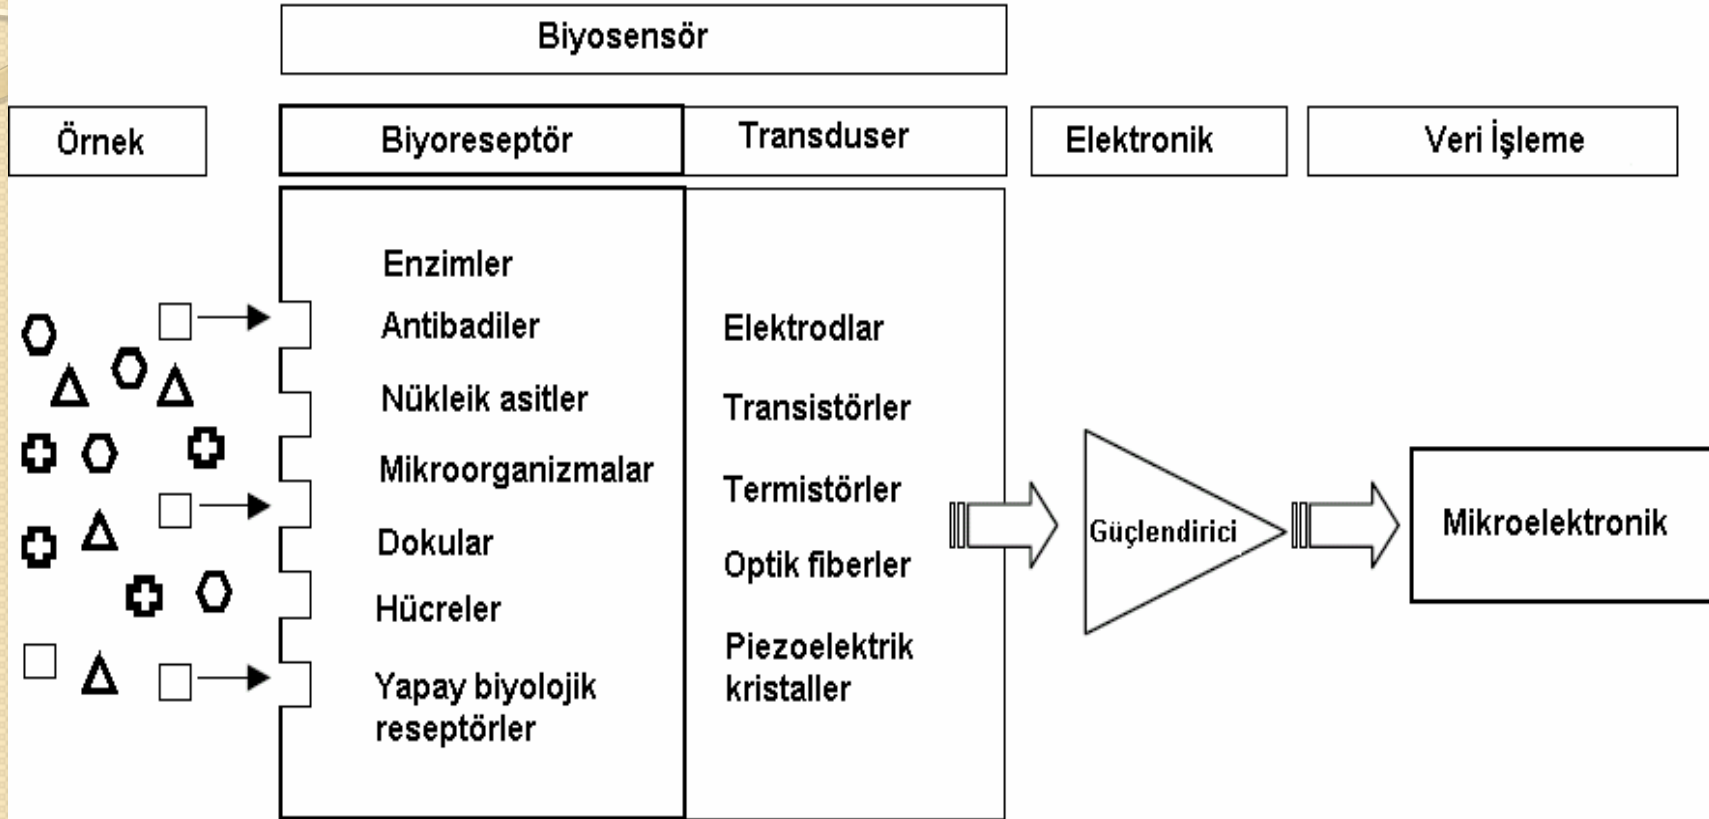 Biyosensör
Örnek
Biyoreseptör
Transduser
Elektronik
Veri İşleme
Enzimler
Antibadiler
Nükleik asitler
Mikroorganizmalar
Dokular
Hücreler
Yapay biyolojik
reseptörler
Elektrodlar
Transistörler
Termistörler
Optik fiberler
Piezoelektrik
kristaller
Güçlendirici
Mikroelektronik